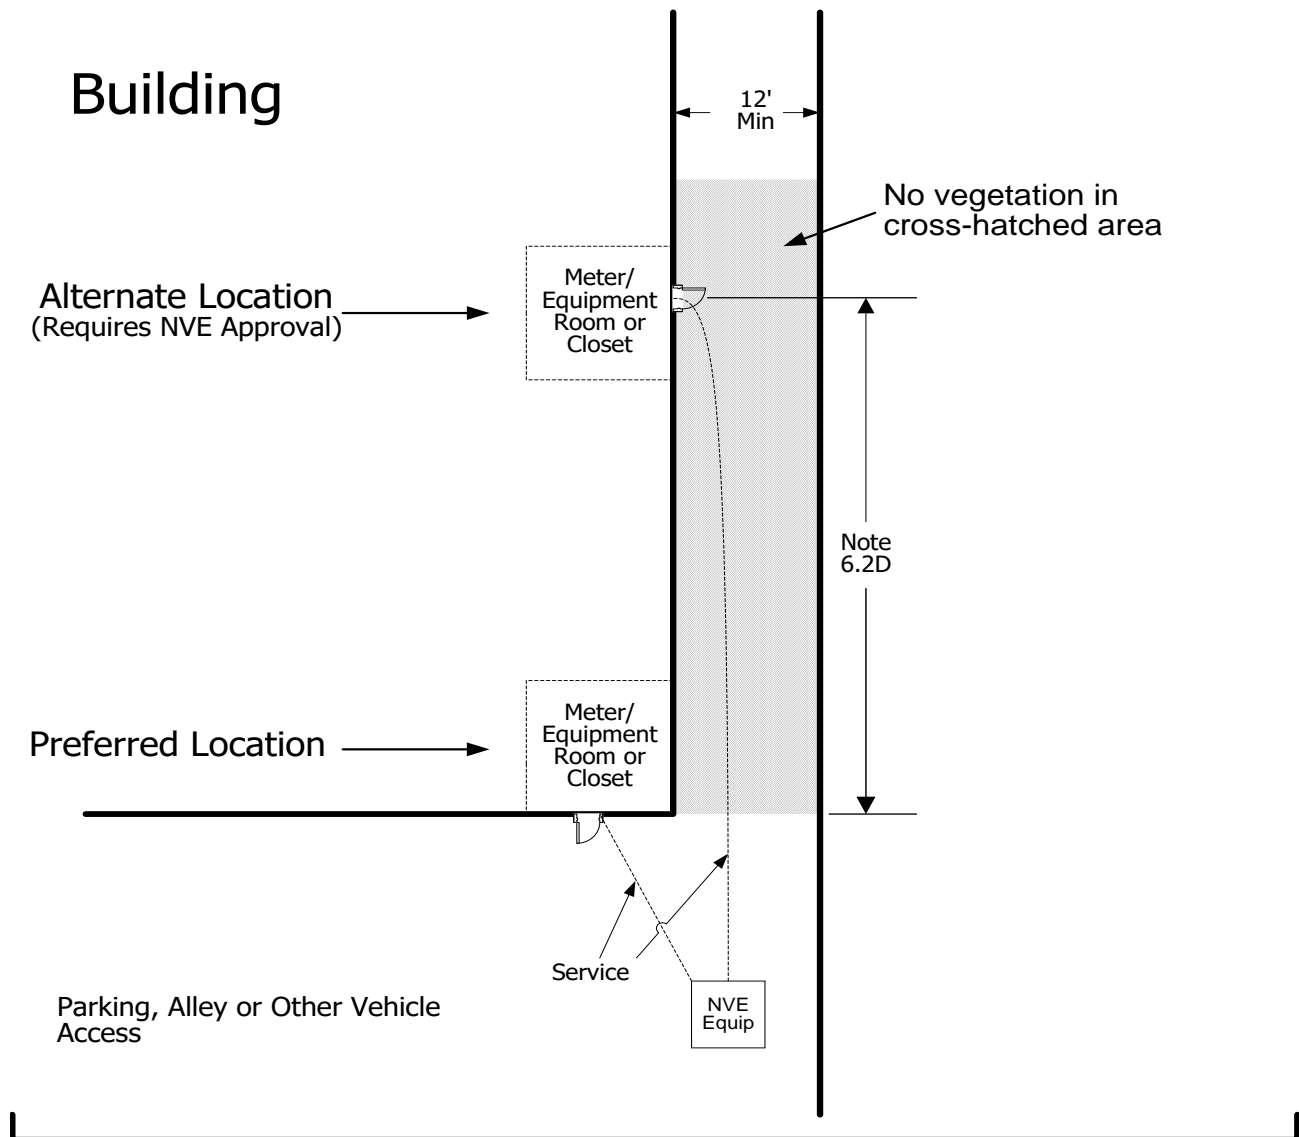 Building
12'
Min
No vegetation in
cross-hatched area
Alternate Location
(Requires NVE Approval)
Meter/
Equipment
Room or
Closet
Note
6.2D
Preferred Location
Meter/
Equipment
Room or
Closet
Service
NVE
Equip
Parking, Alley or Other Vehicle
Access